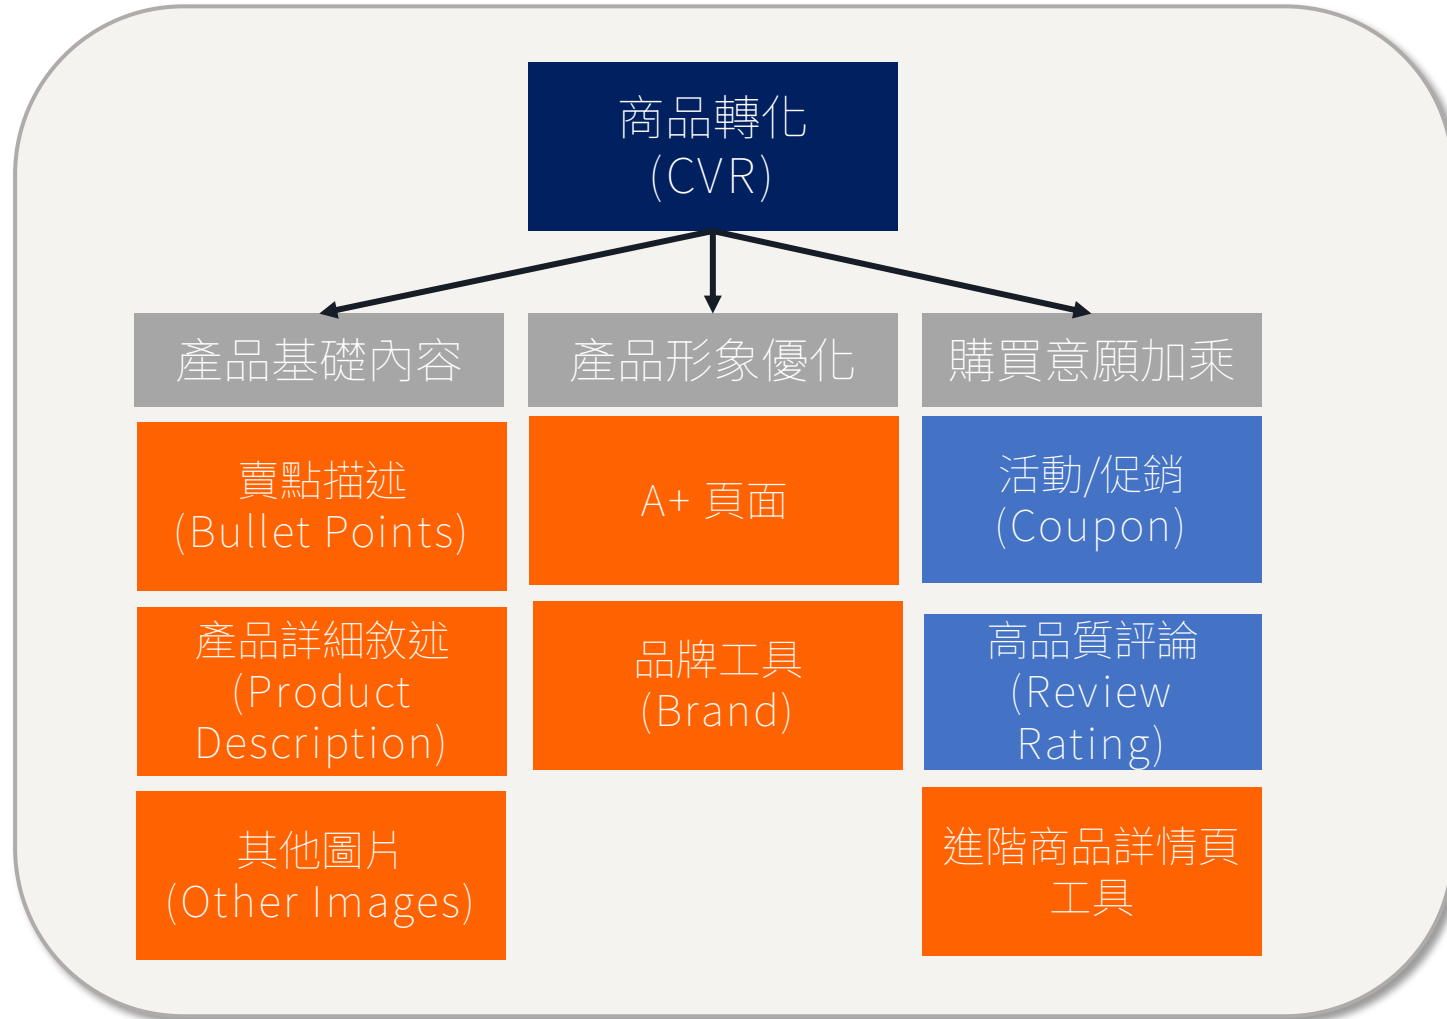 商品轉化
(CVR)
產品基礎內容
產品形象優化
購買意願加乘
賣點描述
(Bullet Points)
產品詳細敘述
(Product
Description)
其他圖片
(Other Images)
A+ 頁面
品牌工具
(Brand)
活動/促銷
(Coupon)
高品質評論
(Review
Rating)
進階商品詳情頁
工具